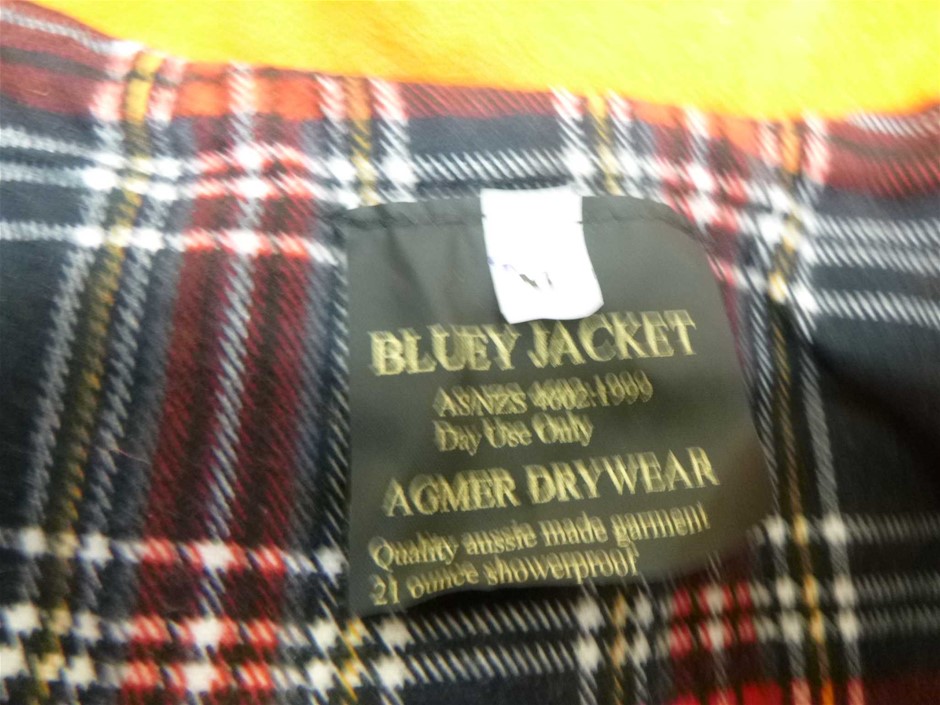 BLUEY JACKET
AS/NZS 4602:1999
Day Use Only
AGMER DRYWEAR
Quality aussie made garment
21 ounce showerproof